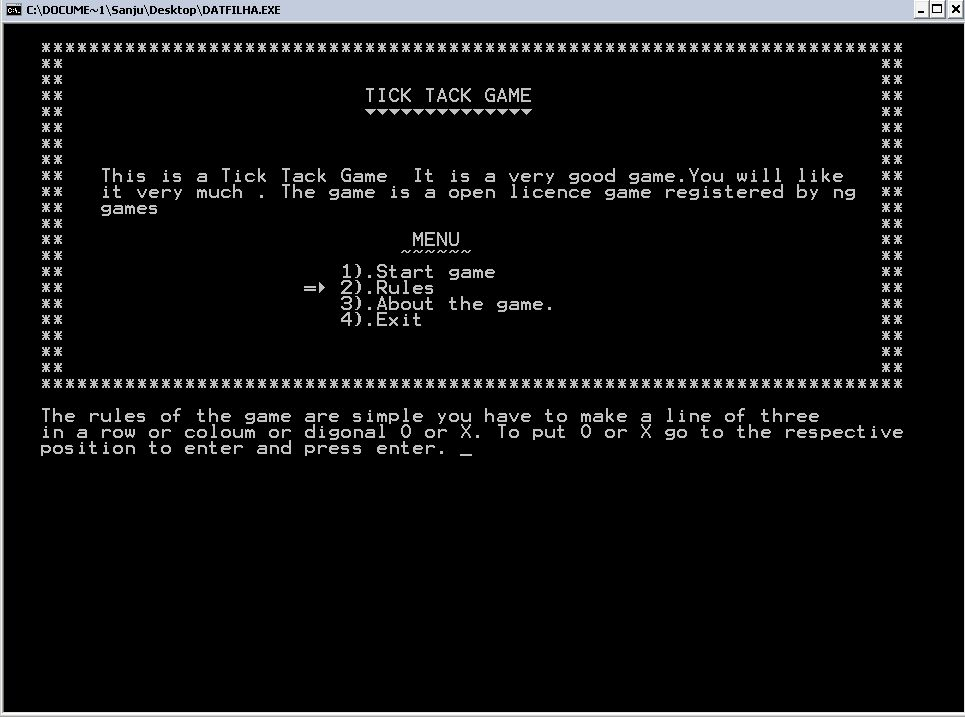 C:\DOCUME~1\Sanju\Desktop\DATFILHA.EXE
************************************************************************
TICK TACK GAME
This is a Tick Tack Game  It is a very good game.You will like
it very much . The game is a open licence game registered by ng
games
MENU
~~~~~~
1).Start game
=> 2).Rules
3).About the game.
4).Exit
************************************************************************
The rules of the game are simple you have to make a line of three
in a row or coloum or digonal O or X. To put O or X go to the respective
position to enter and press enter. _